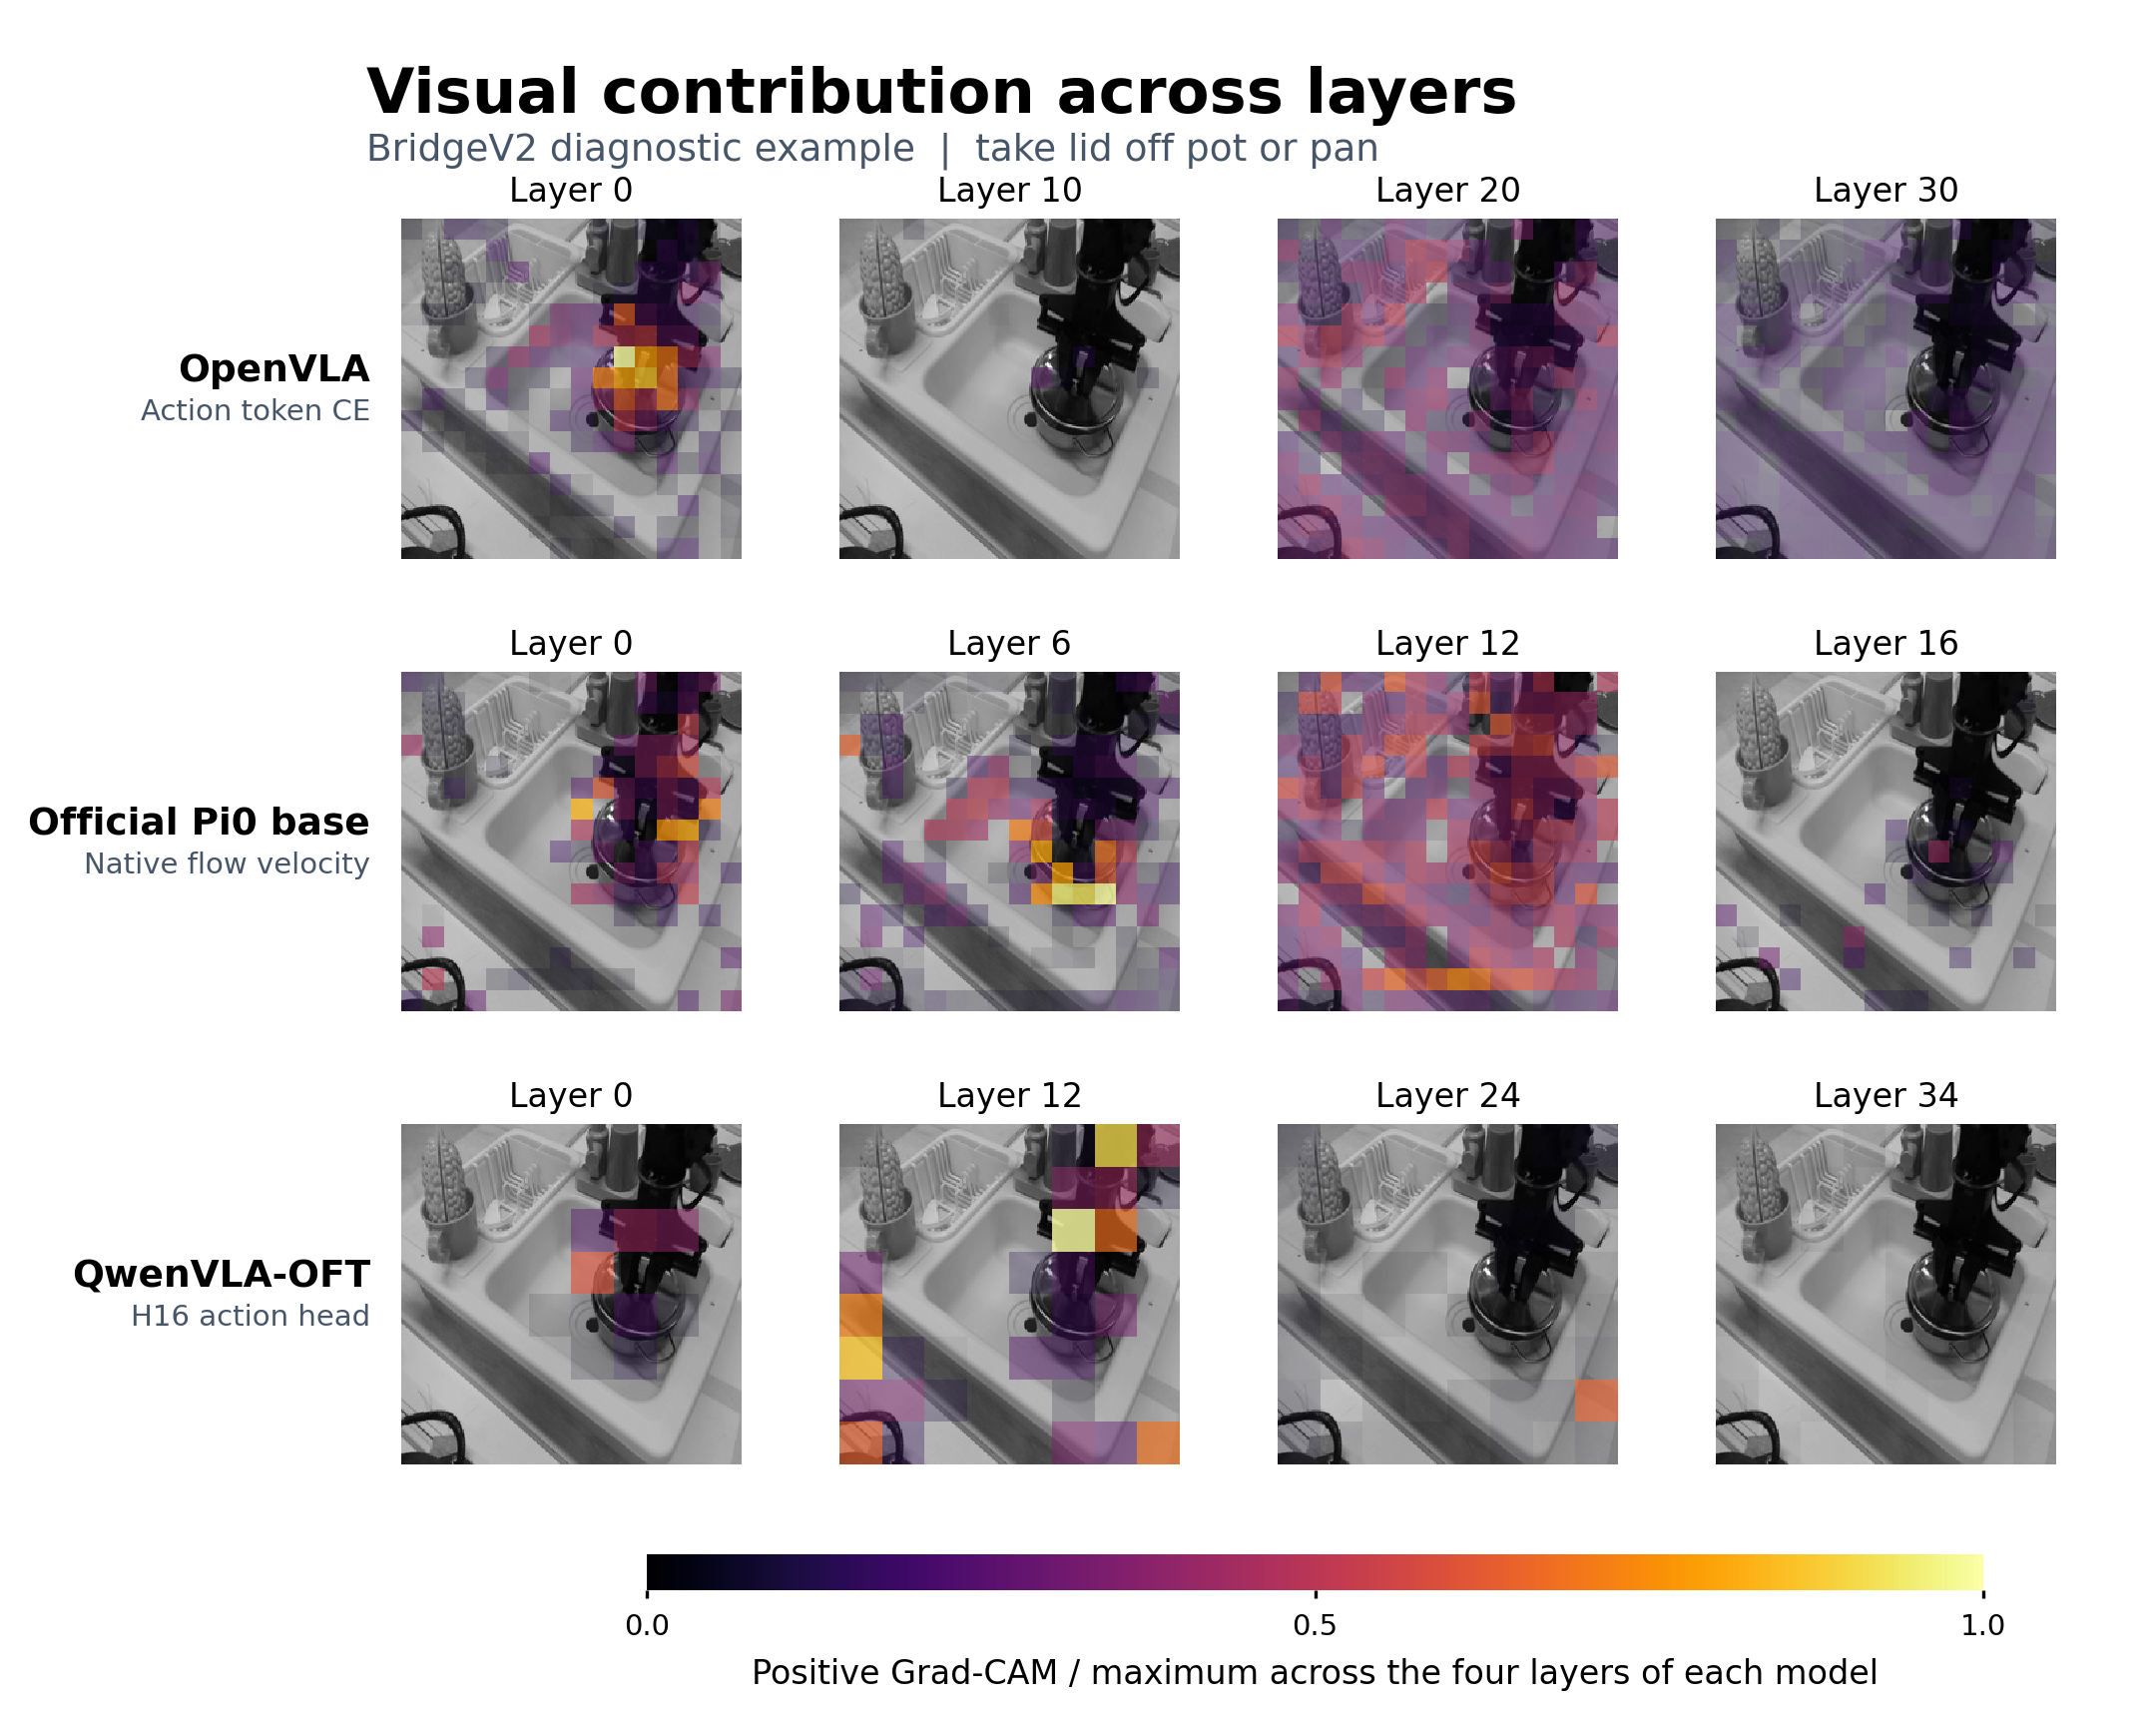 Visual contribution across layers
BridgeV2 diagnostic example | take lid off pot or pan
Layer 0
Layer 10
Layer 20
Layer 30
OpenVLA
Action token CE
Layer 0
Layer 6
Layer 12
Layer 16
Official Pi0 base
Native flow velocity
Layer 0
Layer 12
Layer 24
Layer 34
QwenVLA-OFT
H16 action head
0.0
0.5
1.0
Positive Grad-CAM / maximum across the four layers of each model